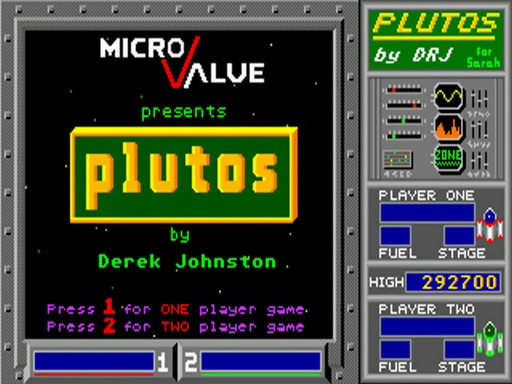 MICRO VALUE
presents
plutos
by
Derek Johnston
Press 1 for ONE player game
Press 2 for TWO player game
1 2
PLUTOS
by DRJ for Sarah
ZONE
PLAYER ONE
FUEL STAGE
HIGH 292700
PLAYER TWO
FUEL STAGE